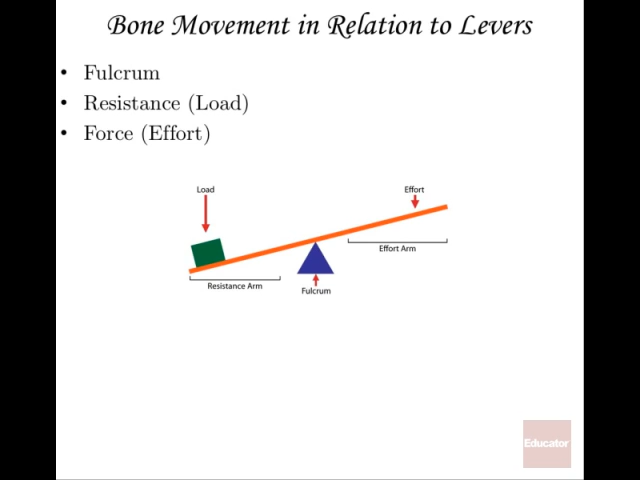 Bone Movement in Relation to Levers
• Fulcrum
• Resistance (Load)
• Force (Effort)
Load
Effort
Effort Arm
Resistance Arm
Fulcrum
Educator